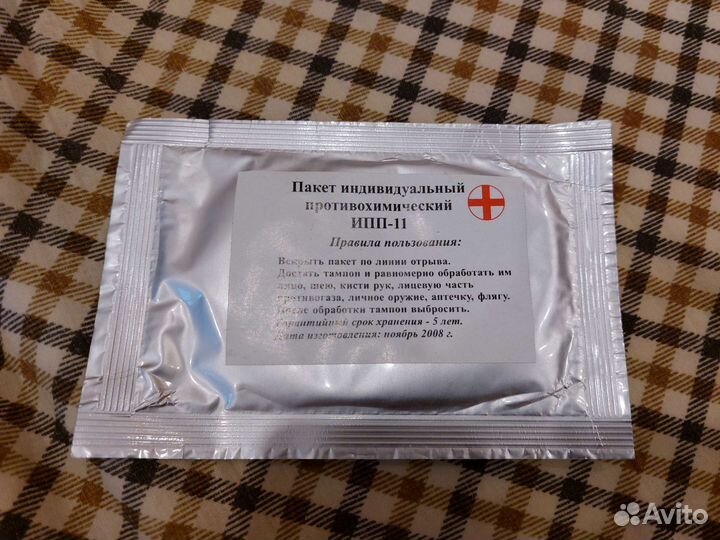 Пакет индивидуальный
противохимический
ИПП-11
Правила пользования:
Вскрыть пакет по линии отрыва.
Достать тампон и равномерно обработать им
лицо, шею, кисти рук, лицевую часть
противогаза, личное оружие, аптечку, флягу.
После обработки тампон выбросить.
Гарантийный срок хранения - 5 лет.
Дата изготовления: ноябрь 2008 г.
Avito